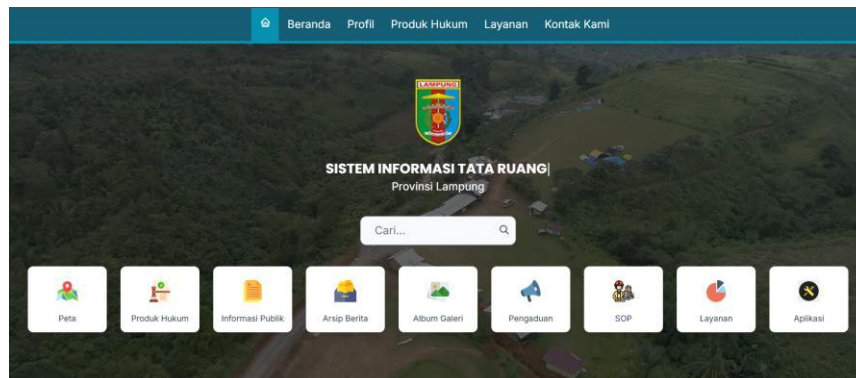 Beranda Profil Produk Hukum Layanan Kontak Kami
LAMPUNG
SISTEM INFORMASI TATA RUANG|
Provinsi Lampung
Cari...
Peta Produk Hukum Informasi Publik Arsip Berita Album Galeri Pengaduan SOP Layanan Aplikasi